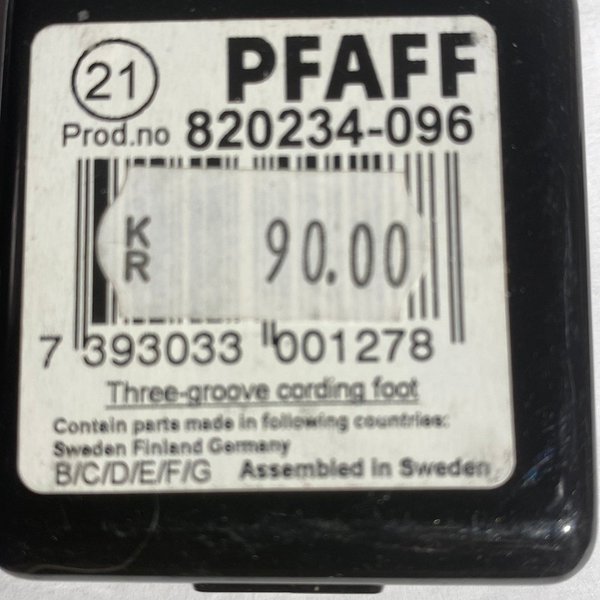 21 PFAFF
Prod.no 820234-096
KR 90.00
7 393033 001278
Three-groove cording foot
Contain parts made in following countries:
Sweden Finland Germany
B/C/D/E/F/G Assembled in Sweden